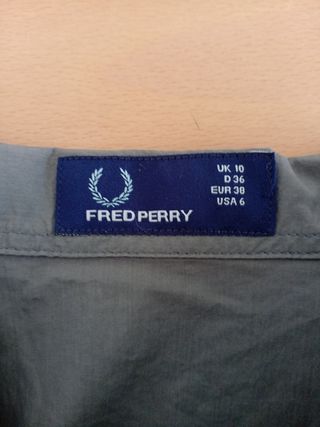 UK 10
D 36
EUR 38
USA 6
FRED PERRY